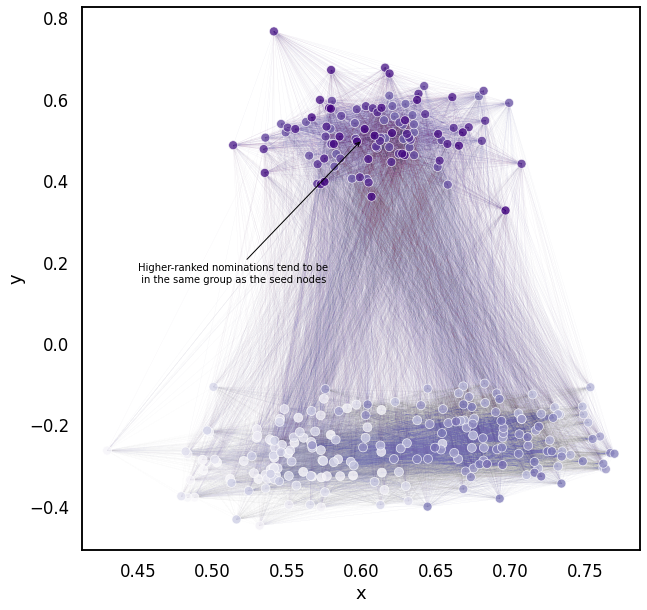 0.8
0.6
0.4
0.2
0.0
−0.2
−0.4
y
Higher-ranked nominations tend to be
in the same group as the seed nodes
0.45 0.50 0.55 0.60 0.65 0.70 0.75
x